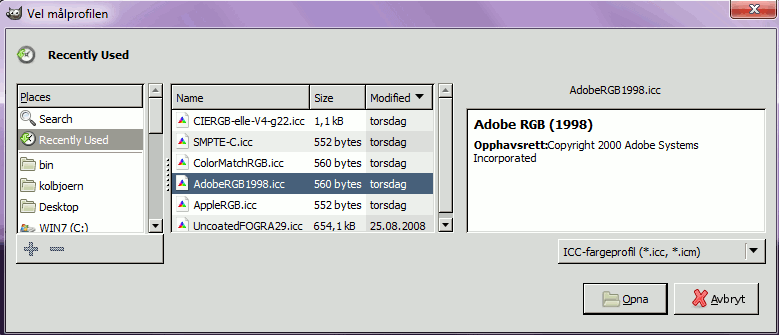 Vel målprofilen
Recently Used
Places
Search
Recently Used
bin
kolbjoern
Desktop
WIN7 (C:)
Name Size Modified
CIERGB-elle-V4-g22.icc 1,1 kB torsdag
SMPTE-C.icc 552 bytes torsdag
ColorMatchRGB.icc 560 bytes torsdag
AdobeRGB1998.icc 560 bytes torsdag
AppleRGB.icc 552 bytes torsdag
UncoatedFOGRA29.icc 654,1 kB 25.08.2008
AdobeRGB1998.icc
Adobe RGB (1998)
Opphavsrett:Copyright 2000 Adobe Systems
Incorporated
ICC-fargeprofil (*.icc, *.icm)
Opna
Avbryt